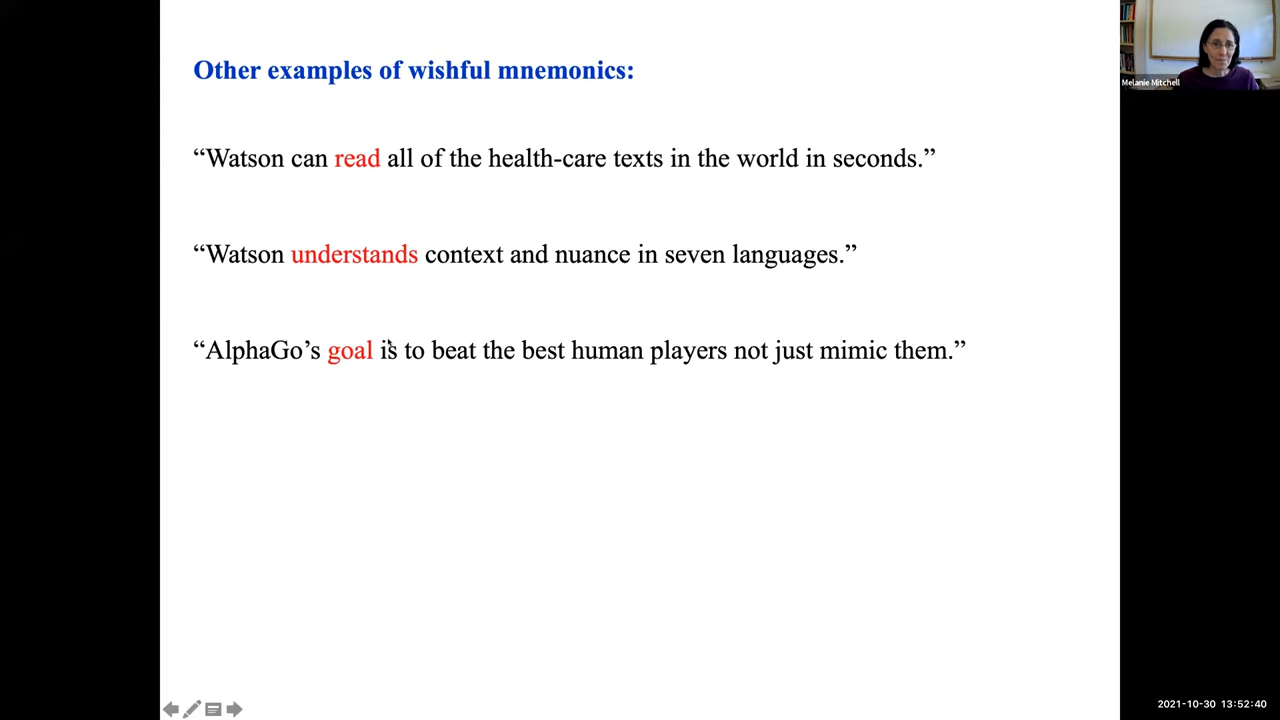 Other examples of wishful mnemonics:
“Watson can read all of the health-care texts in the world in seconds.”
“Watson understands context and nuance in seven languages.”
“AlphaGo’s goal is to beat the best human players not just mimic them.”
Melanie Mitchell
2021-10-30 13:52:40